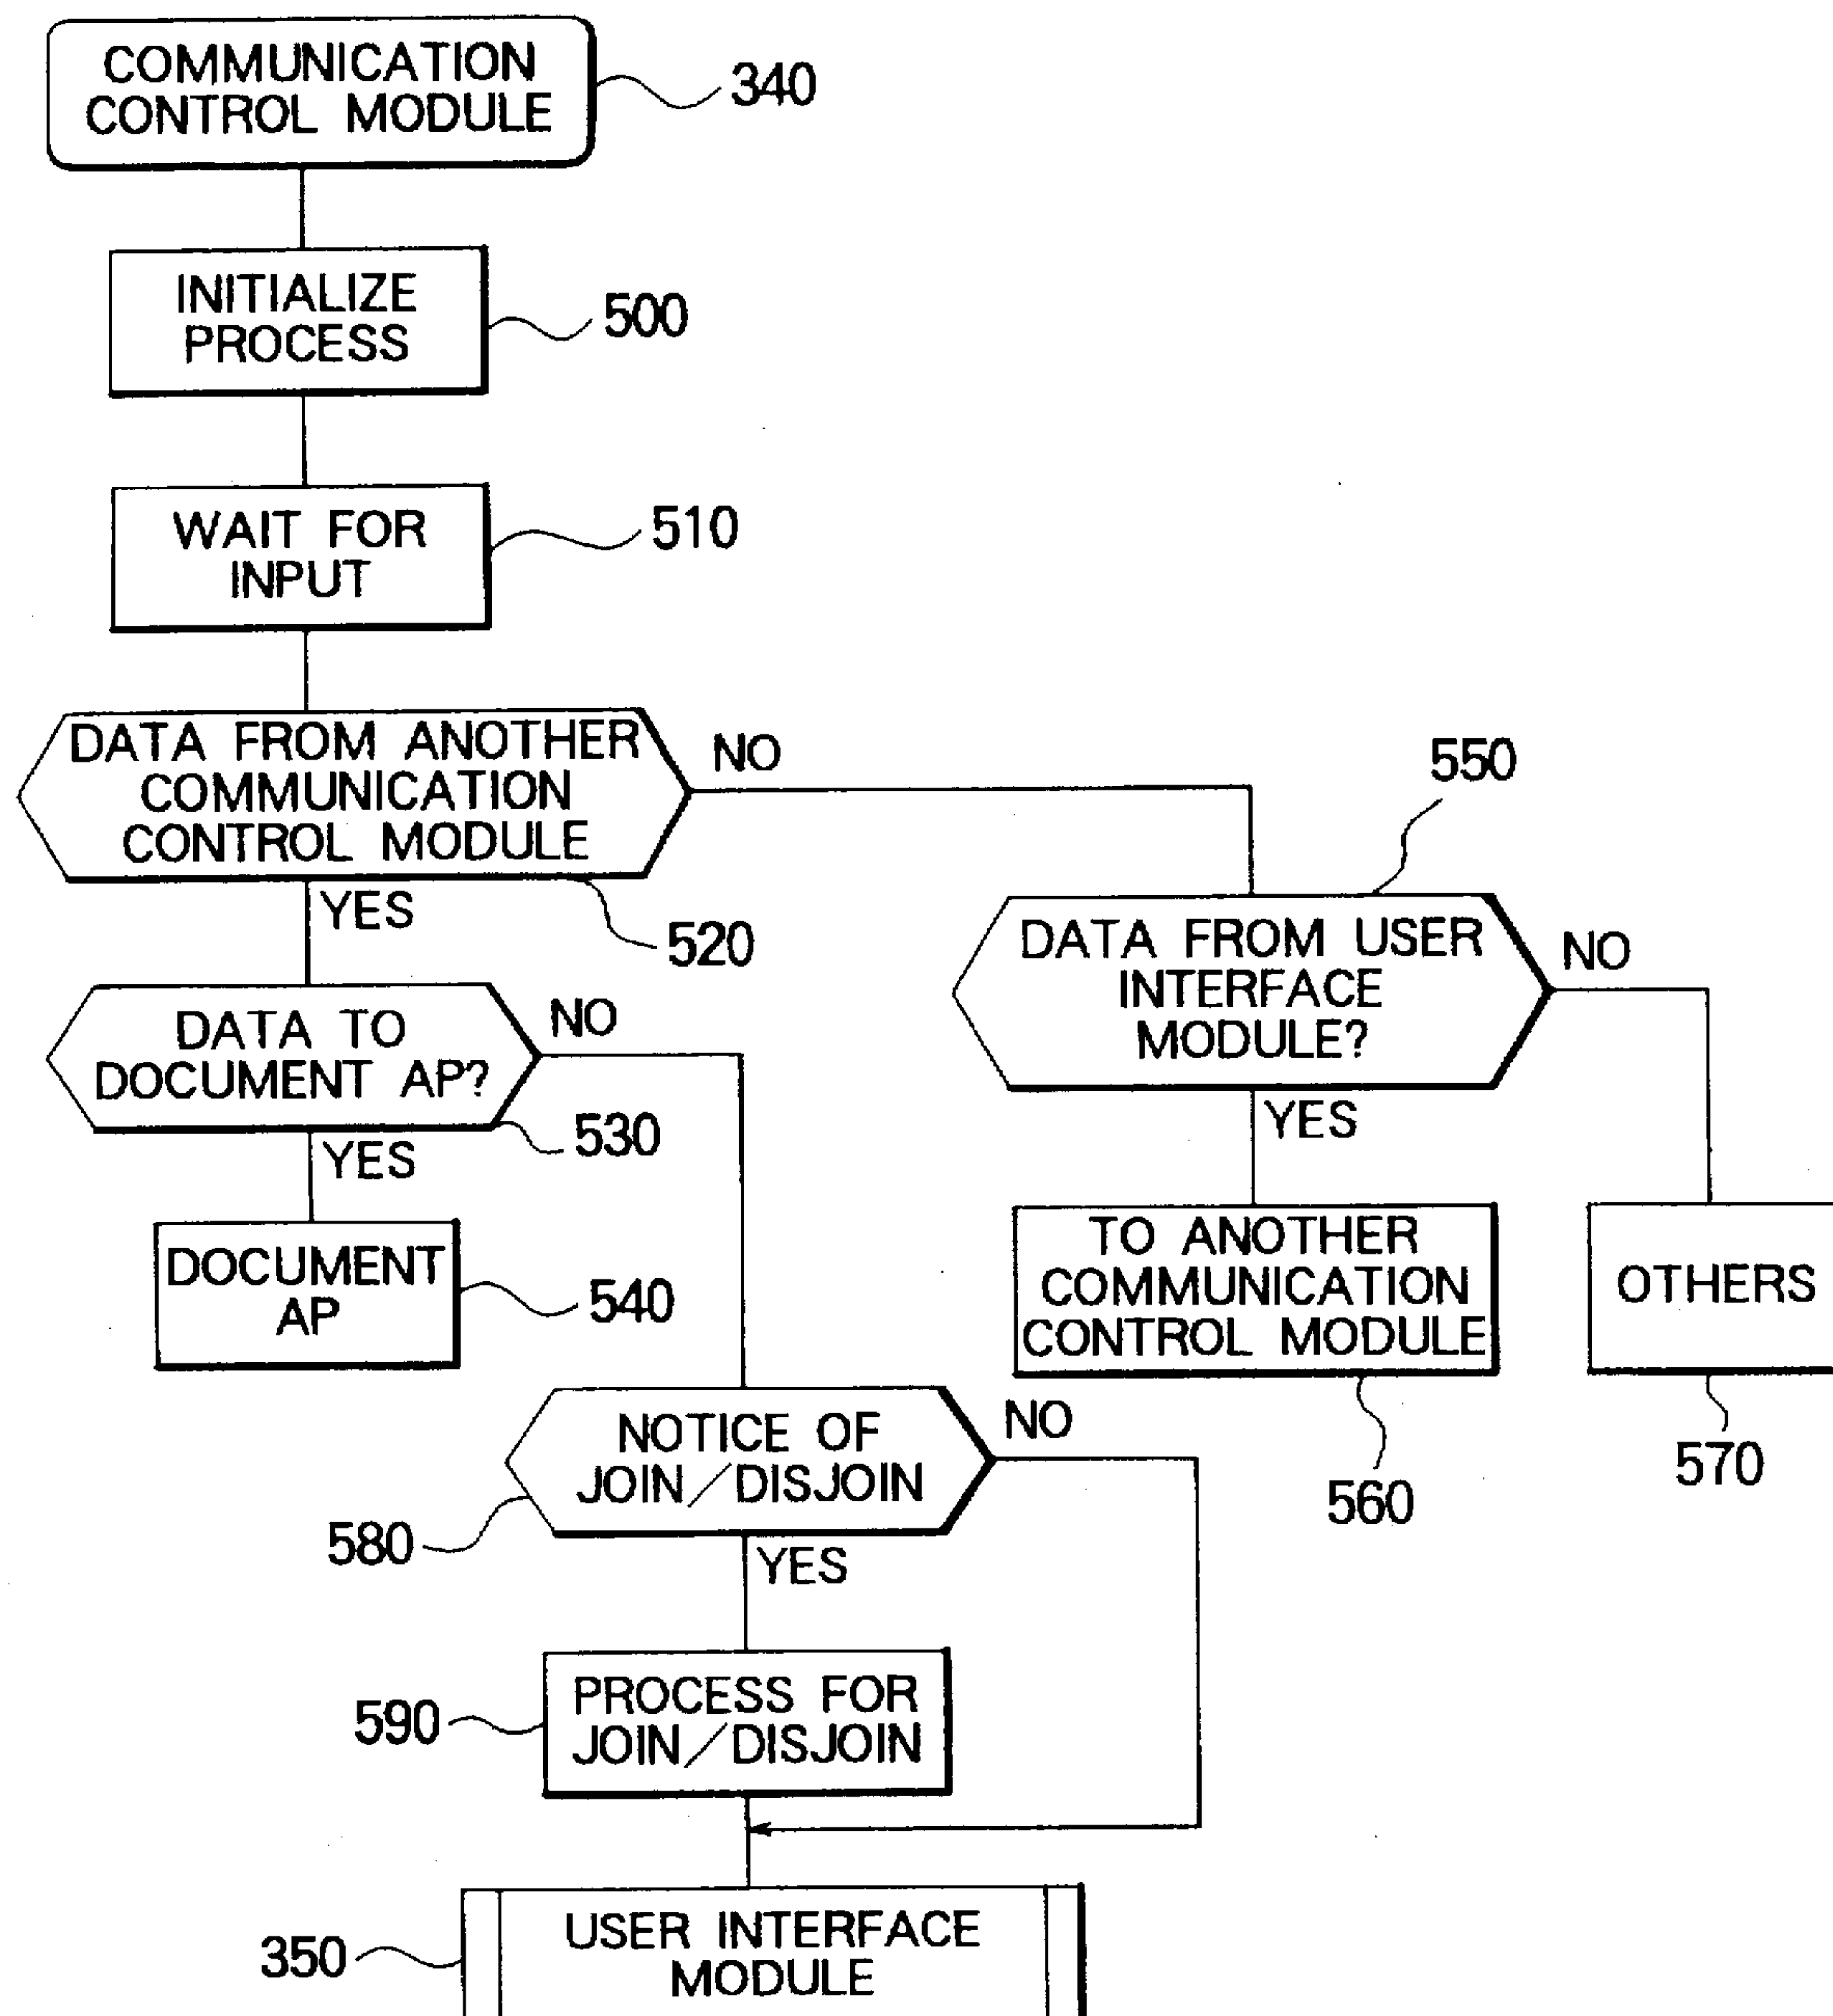 COMMUNICATION
CONTROL MODULE
340
INITIALIZE
PROCESS
500
WAIT FOR
INPUT
510
DATA FROM ANOTHER
COMMUNICATION
CONTROL MODULE
NO
YES
520
550
DATA FROM USER
INTERFACE
MODULE?
NO
YES
DATA TO
DOCUMENT AP?
NO
YES
530
DOCUMENT
AP
540
TO ANOTHER
COMMUNICATION
CONTROL MODULE
560
OTHERS
570
NOTICE OF
JOIN/DISJOIN
NO
580
YES
PROCESS FOR
JOIN/DISJOIN
590
USER INTERFACE
MODULE
350